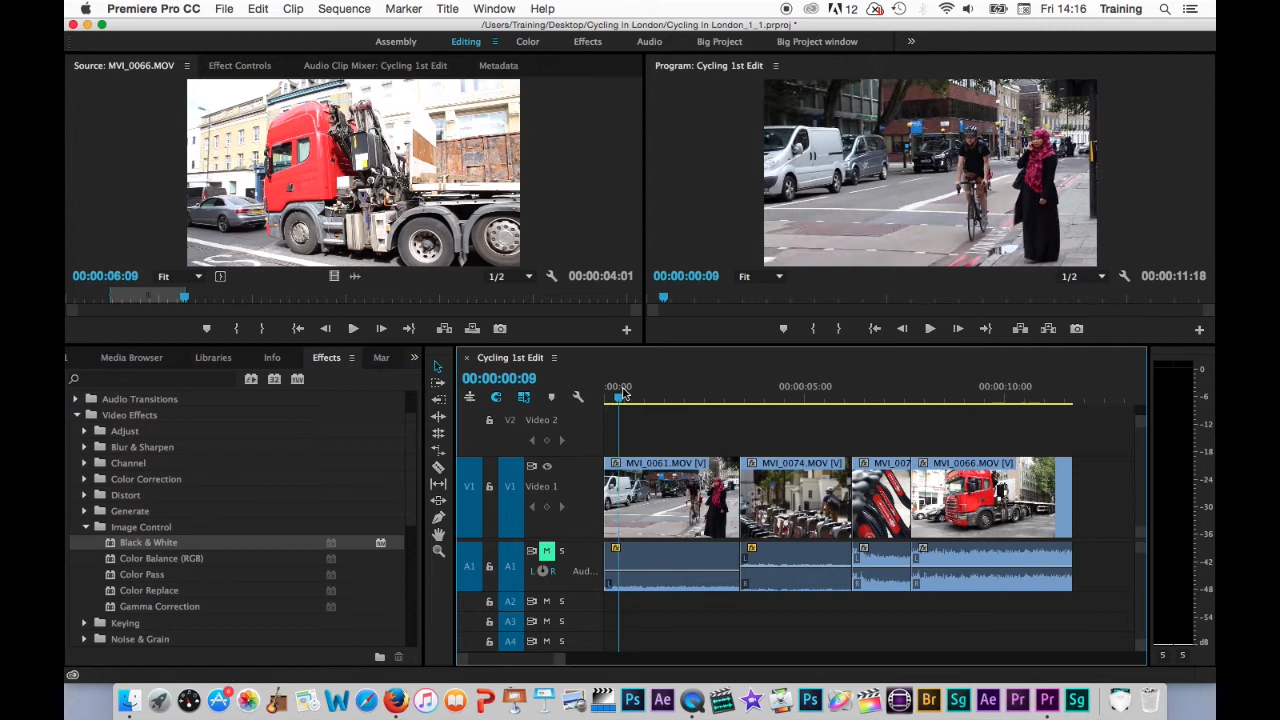 Premiere Pro CC File Edit Clip Sequence Marker Title Window Help 12 Fri 14:16 Training
/Users/Training/Desktop/Cycling In London/Cycling In London_1_1.prproj *
Assembly Editing Color Effects Audio Big Project Big Project window
Source: MVI_0066.MOV Effect Controls Audio Clip Mixer: Cycling 1st Edit Metadata
Program: Cycling 1st Edit
00:00:06:09 Fit 1/2 00:00:04:01
00:00:00:09 Fit 1/2 00:00:11:18
1 Media Browser Libraries Info Effects Mar
Audio Transitions
Video Effects
Adjust
Blur & Sharpen
Channel
Color Correction
Distort
Generate
Image Control
Black & White
Color Balance (RGB)
Color Pass
Color Replace
Gamma Correction
Keying
Noise & Grain
× Cycling 1st Edit
00:00:00:09
:00:00 00:00:05:00 00:00:10:00
V2 Video 2
MVI_0061.MOV [V] MVI_0074.MOV [V] MVI_007 MVI_0066.MOV [V]
V1 V1 Video 1
A1 A1 M S
L R Aud...
A2 M S
A3 M S
A4 M S
0
-6
-12
-18
-24
-30
-36
-42
-48
-54
dB
S S